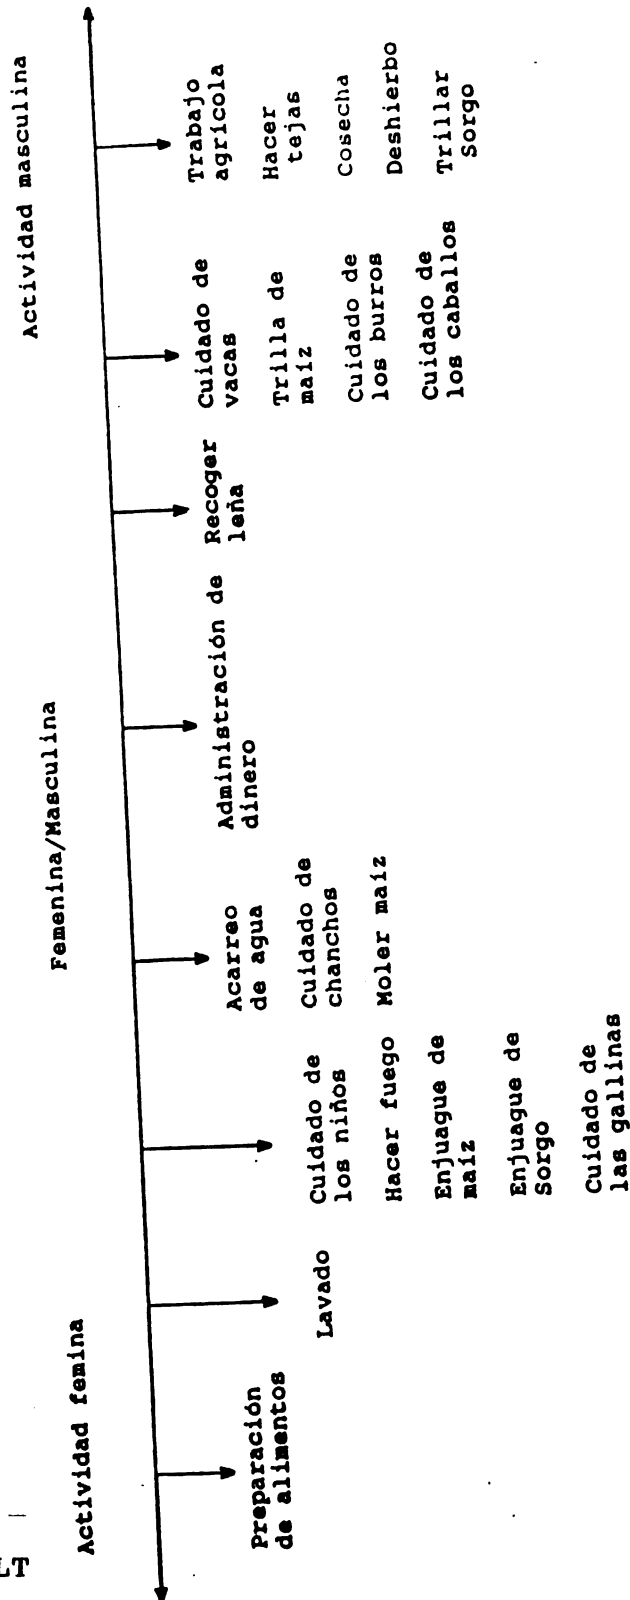 Actividad femina
Femenina/Masculina
Actividad masculina
Preparación
de alimentos
Lavado
Cuidado de
los niños
Hacer fuego
Enjuague de
maíz
Enjuague de
Sorgo
Cuidado de
las gallinas
Acarreo
de agua
Cuidado de
chanchos
Moler maíz
Administración de
dinero
Recoger
leña
Cuidado de
vacas
Trilla de
maíz
Cuidado de
los burros
Cuidado de
los caballos
Trabajo
agrícola
Hacer
tejas
Cosecha
Deshierbo
Trillar
Sorgo